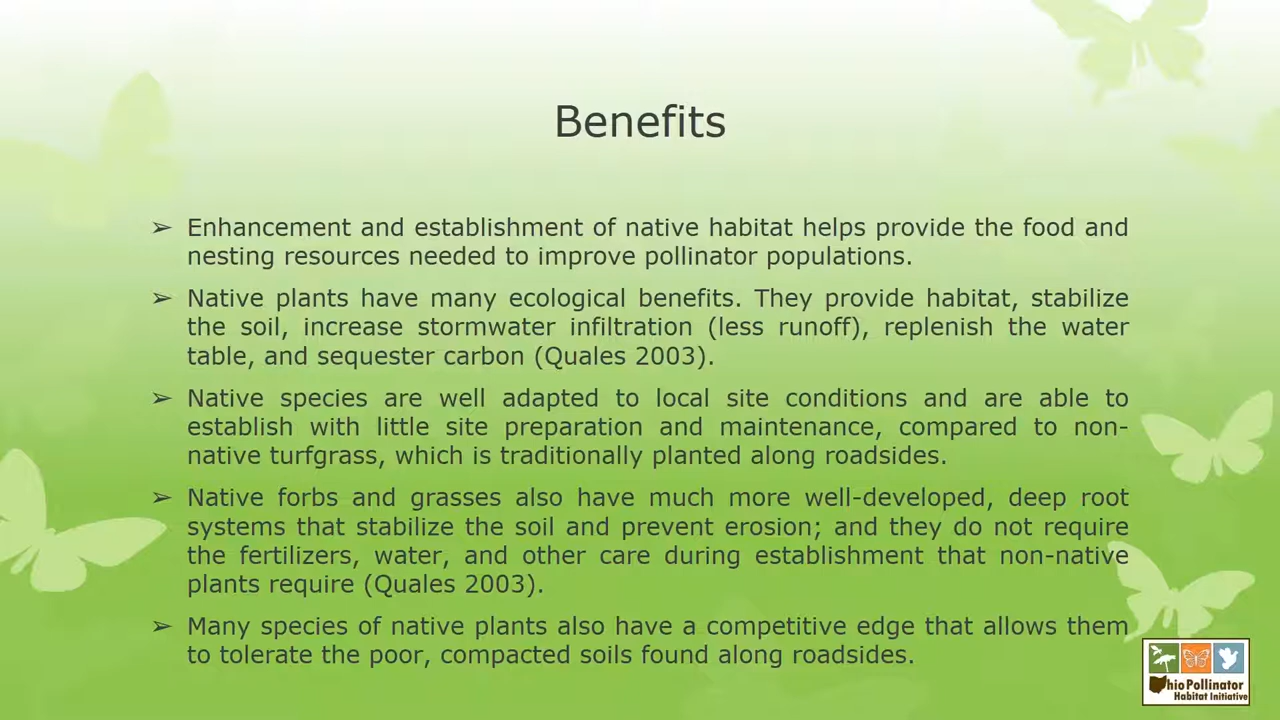 Benefits
➢ Enhancement and establishment of native habitat helps provide the food and
nesting resources needed to improve pollinator populations.
➢ Native plants have many ecological benefits. They provide habitat, stabilize
the soil, increase stormwater infiltration (less runoff), replenish the water
table, and sequester carbon (Quales 2003).
➢ Native species are well adapted to local site conditions and are able to
establish with little site preparation and maintenance, compared to non-
native turfgrass, which is traditionally planted along roadsides.
➢ Native forbs and grasses also have much more well-developed, deep root
systems that stabilize the soil and prevent erosion; and they do not require
the fertilizers, water, and other care during establishment that non-native
plants require (Quales 2003).
➢ Many species of native plants also have a competitive edge that allows them
to tolerate the poor, compacted soils found along roadsides.
Ohio Pollinator
Habitat Initiative